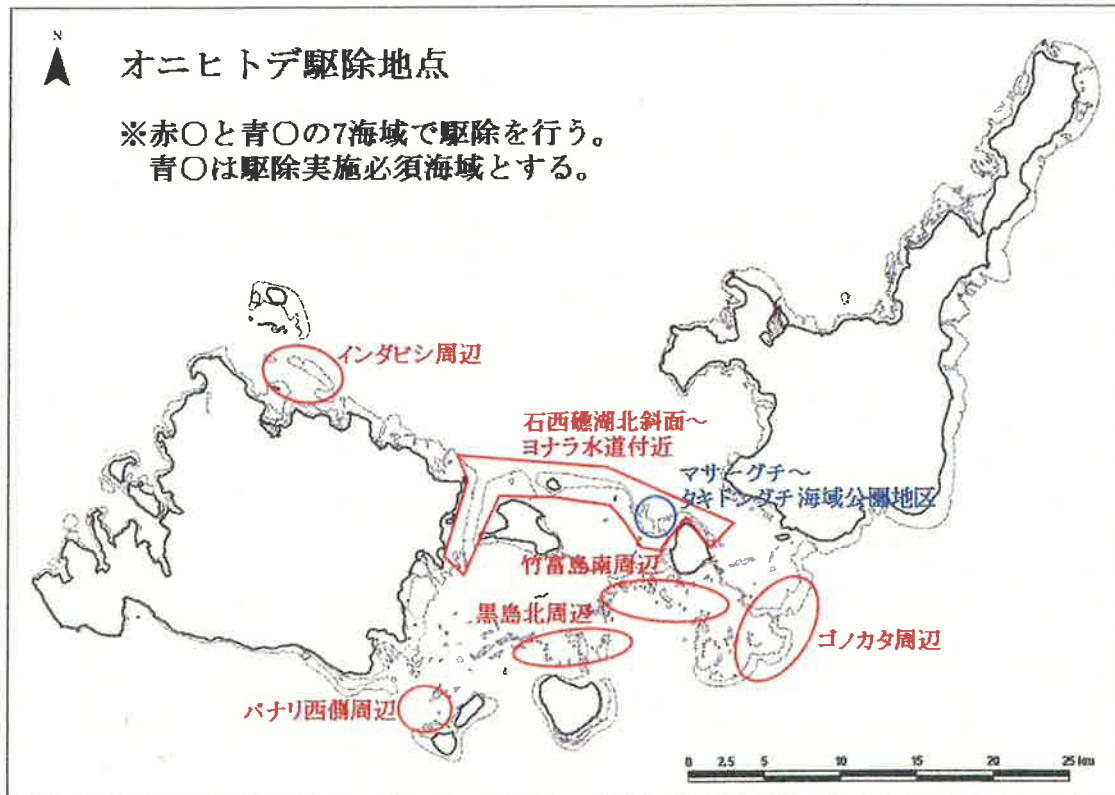 N
オニヒトデ駆除地点
※赤〇と青〇の7海域で駆除を行う。
青〇は駆除実施必須海域とする。
インダビシ周辺
石西礁湖北斜面～
ヨナラ水道付近
マサーグチ～
タキドングチ海域公園地区
竹富島南周辺
黒島北周辺
ゴノカタ周辺
パナリ西側周辺
0 2.5 5 10 15 20 25 km